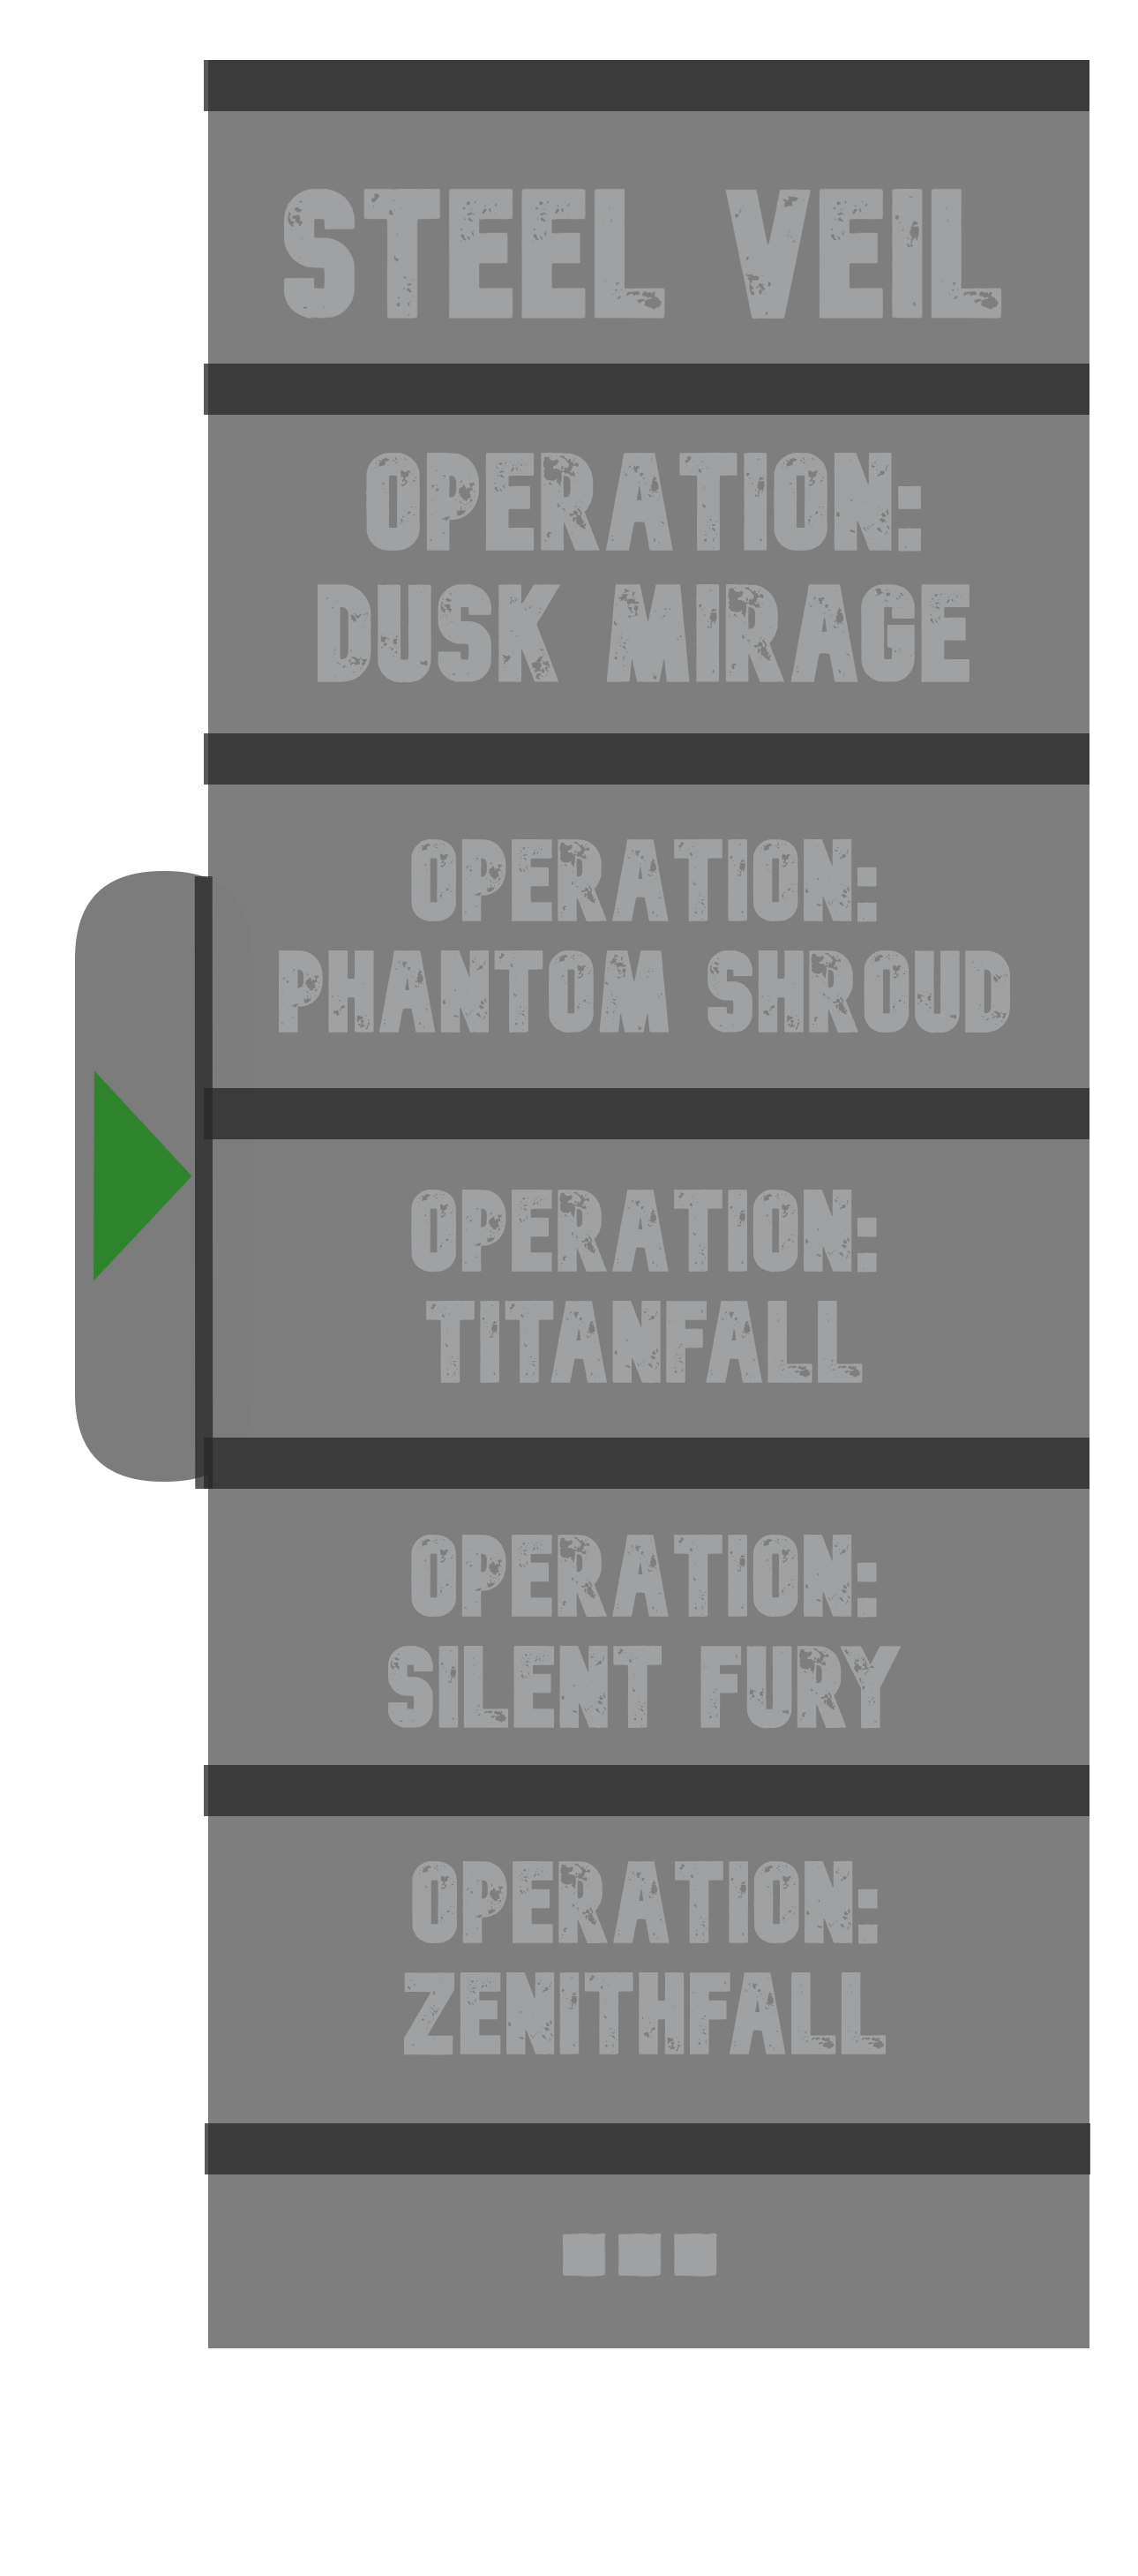 STEEL VEIL
OPERATION:
DUSK MIRAGE
OPERATION:
PHANTOM SHROUD
OPERATION:
TITANFALL
OPERATION:
SILENT FURY
OPERATION:
ZENITHFALL
...